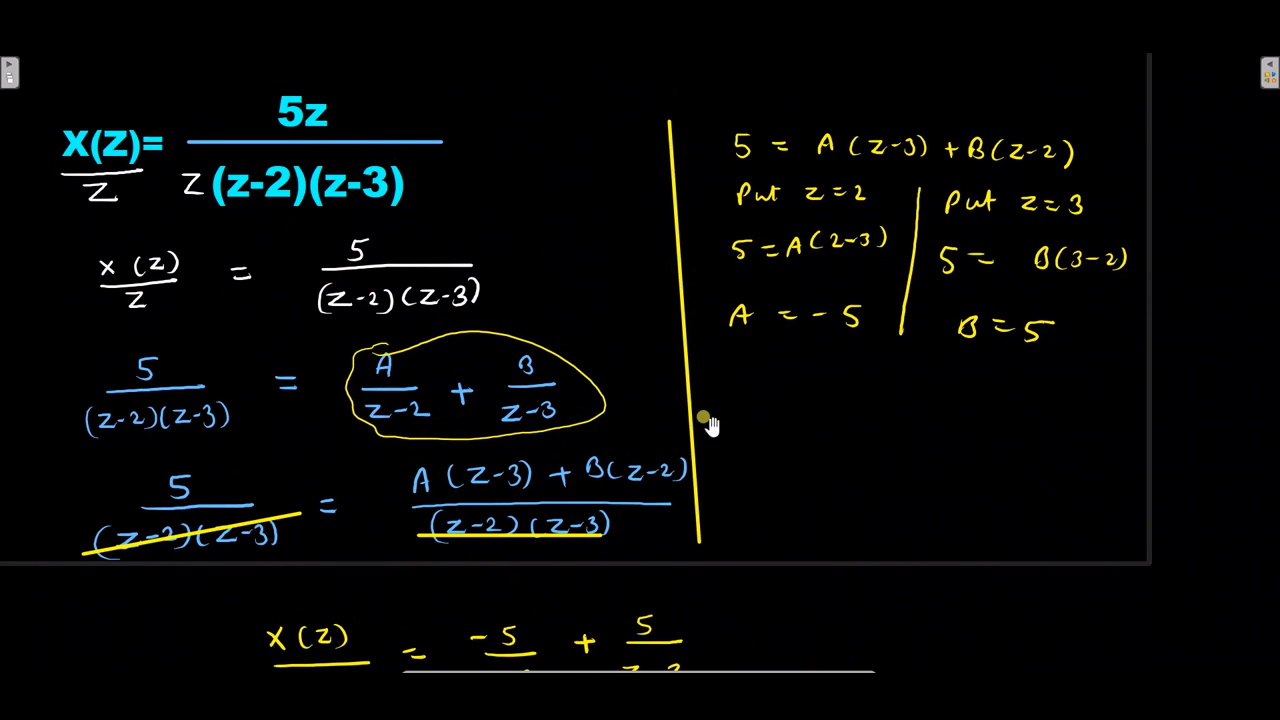 X(Z)/Z = 5z/z(z-2)(z-3)
x(z)/z = 5/(z-2)(z-3)
5/(z-2)(z-3) = A/z-2 + B/z-3
5/(z-2)(z-3) = A(z-3) + B(z-2)/(z-2)(z-3)
5 = A(z-3) + B(z-2)
Put z=2
5=A(2-3)
A = -5
Put z=3
5= B(3-2)
B=5
x(z) = -5 + 5